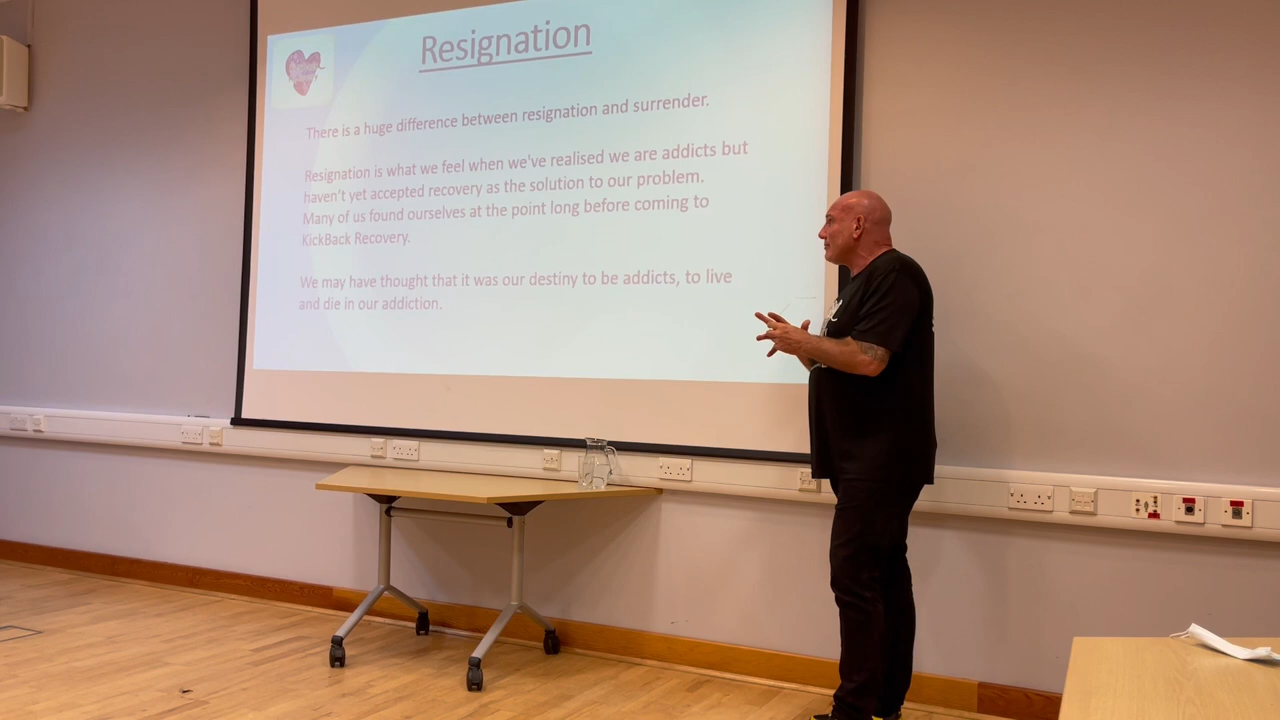 Resignation
There is a huge difference between resignation and surrender.
Resignation is what we feel when we've realised we are addicts but
haven't yet accepted recovery as the solution to our problem.
Many of us found ourselves at the point long before coming to
KickBack Recovery.
We may have thought that it was our destiny to be addicts, to live
and die in our addiction.